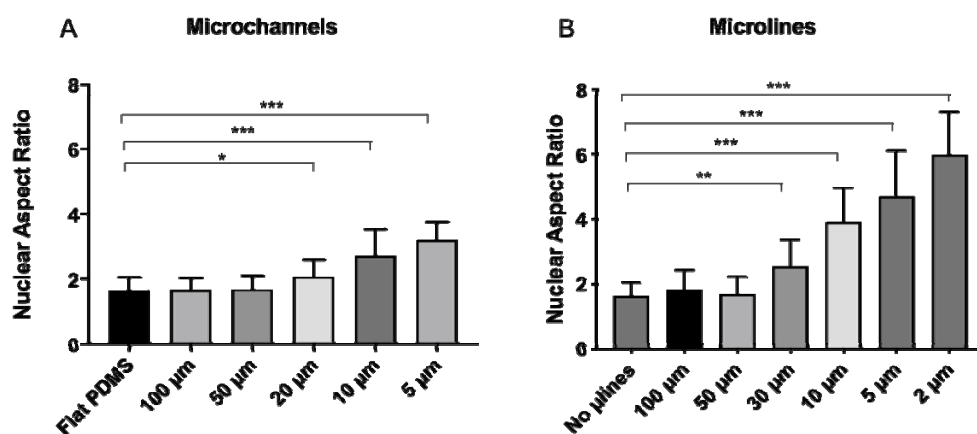 A
Microchannels
Nuclear Aspect Ratio
8
6
4
2
0
***
***
*
Flat PDMS
100 µm
50 µm
20 µm
10 µm
5 µm
B
Microlines
Nuclear Aspect Ratio
8
6
4
2
0
***
***
***
**
No µlines
100 µm
50 µm
30 µm
10 µm
5 µm
2 µm